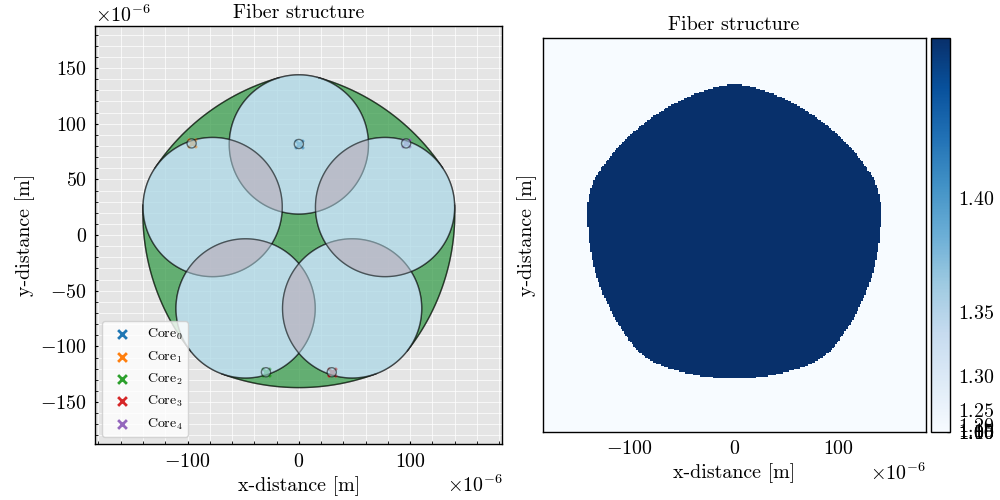 Fiber structure
×10⁻⁶
150
100
50
0
−50
−100
−150
y-distance [m]
Core₀
Core₁
Core₂
Core₃
Core₄
−100
0
100
x-distance [m]
×10⁻⁶
Fiber structure
y-distance [m]
−100
0
100
x-distance [m]
×10⁻⁶
1.40
1.35
1.30
1.25